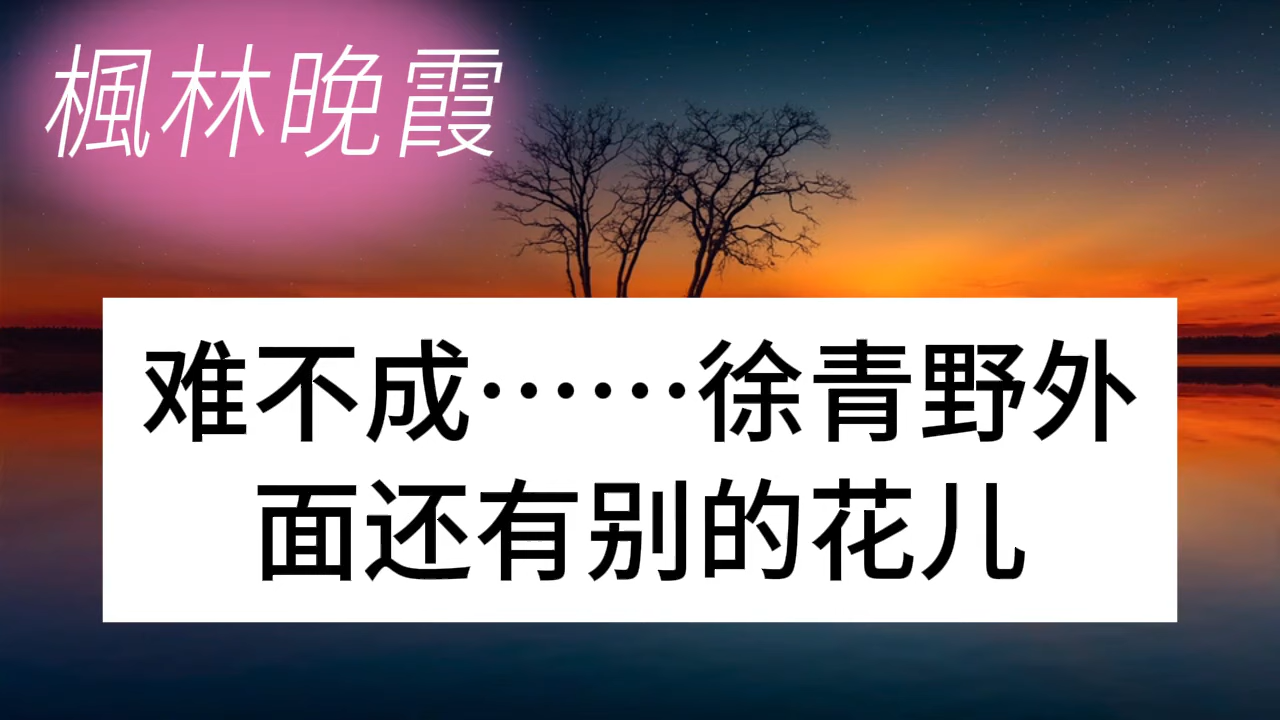 楓林晚霞
难不成……徐青野外
面还有别的花儿